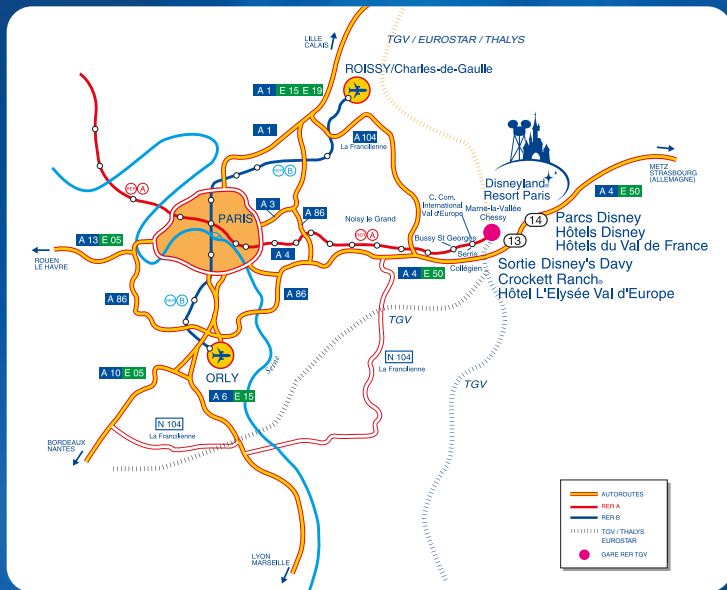 LILLE
CALAIS
TGV / EUROSTAR / THALYS
ROISSY/Charles-de-Gaulle
A 1 E 15 E 19
A 1
A 104
La Francilienne
RER B
RER A
METZ
STRASBOURG
(ALLEMAGNE)
A 4 E 50
Disneyland®
Resort Paris
Marne-la-Vallée
Chessy
C. Com.
International
Val d'Europe
14
Parcs Disney
Hôtels Disney
Hôtels du Val de France
13
Sortie Disney's Davy
Crockett Ranch®
Hôtel L'Elysée Val d'Europe
PARIS
A 3
A 86
Noisy le Grand
RER A
Bussy St Georges
Serris
Collégien
A 4
A 4 E 50
A 13 E 05
ROUEN
LE HAVRE
A 86
RER B
A 86
TGV
N 104
La Francilienne
TGV
Seine
ORLY
A 10 E 05
A 6 E 15
N 104
La Francilienne
BORDEAUX
NANTES
LYON
MARSEILLE
AUTOROUTES
RER A
RER B
TGV / THALYS
EUROSTAR
GARE RER TGV